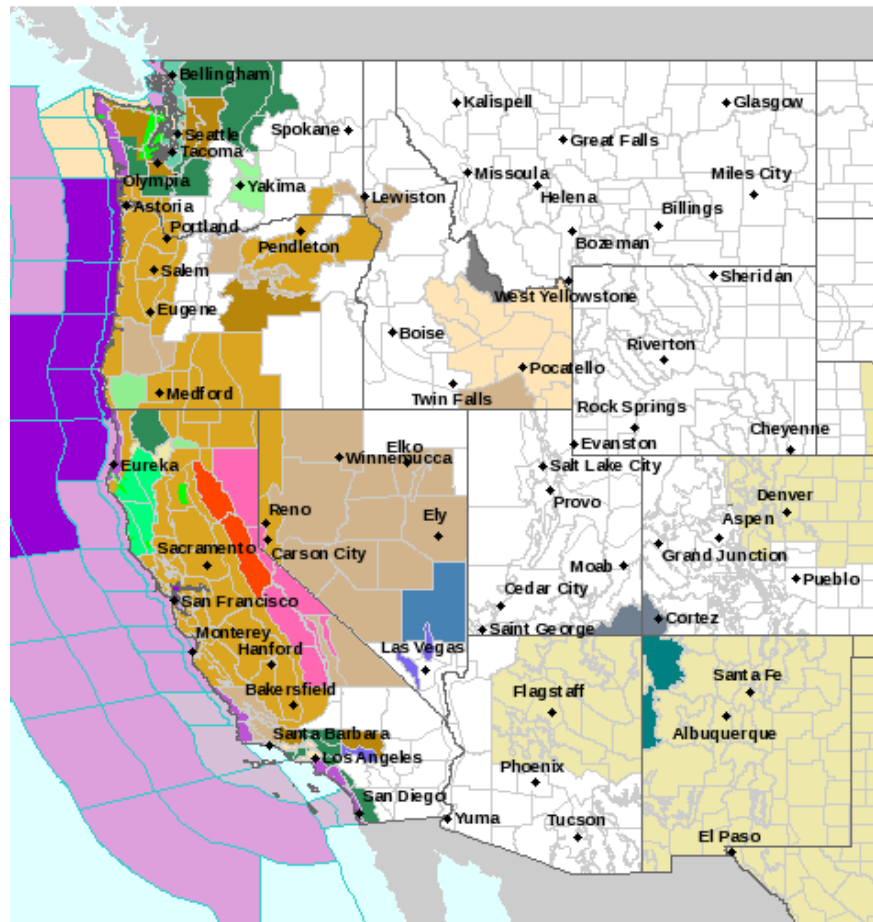 Bellingham
Kalispell
Glasgow
Seattle
Spokane
Great Falls
Tacoma
Missoula
Miles City
Olympia
Yakima
Helena
Lewiston
Astoria
Billings
Portland
Bozeman
Pendleton
Salem
Sheridan
West Yellowstone
Eugene
Boise
Riverton
Pocatello
Medford
Twin Falls
Rock Springs
Cheyenne
Elko
Evanston
Eureka
Winnemucca
Salt Lake City
Provo
Denver
Reno
Ely
Aspen
Sacramento
Carson City
Grand Junction
Moab
Pueblo
San Francisco
Cedar City
Cortez
Saint George
Monterey
Las Vegas
Hanford
Flagstaff
Santa Fe
Bakersfield
Albuquerque
Santa Barbara
Los Angeles
Phoenix
San Diego
Yuma
Tucson
El Paso